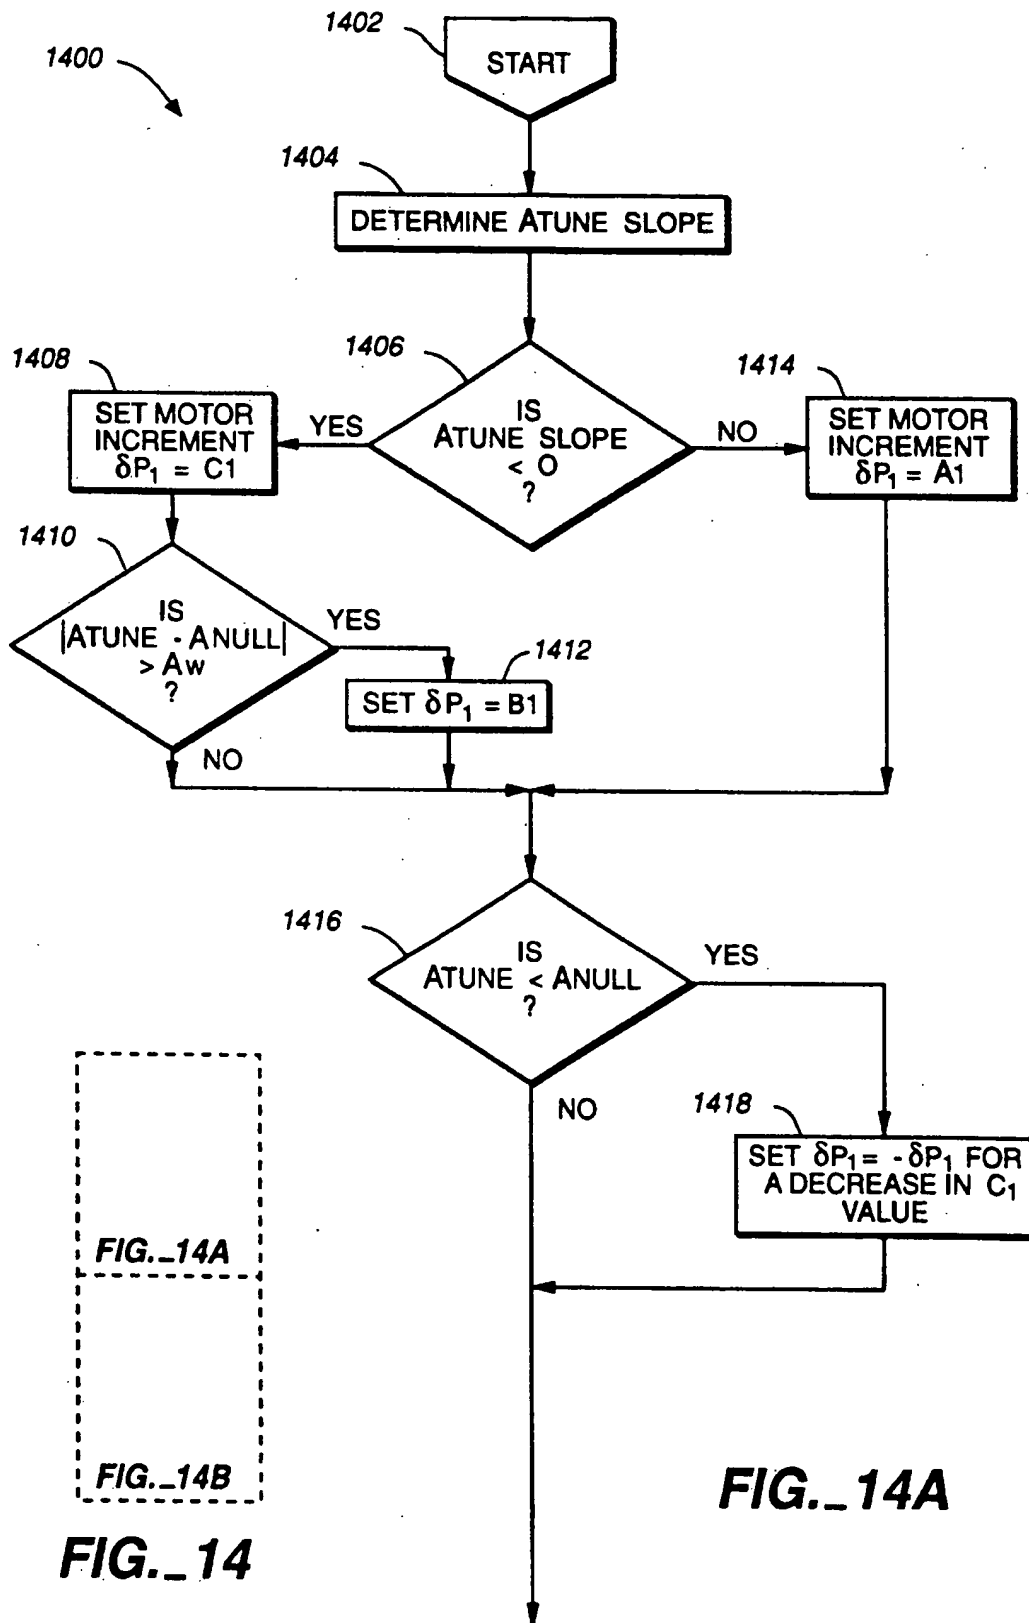 1402
START
1400
1404
DETERMINE ATUNE SLOPE
1406
IS
ATUNE SLOPE
< O
?
YES
NO
1408
SET MOTOR
INCREMENT
δP₁ = C1
1414
SET MOTOR
INCREMENT
δP₁ = A1
1410
IS
|ATUNE - ANULL|
> AW
?
YES
NO
1412
SET δP₁ = B1
1416
IS
ATUNE < ANULL
?
YES
NO
1418
SET δP₁ = - δP₁ FOR
A DECREASE IN C₁
VALUE
FIG._14A
FIG._14B
FIG._14
FIG._14A